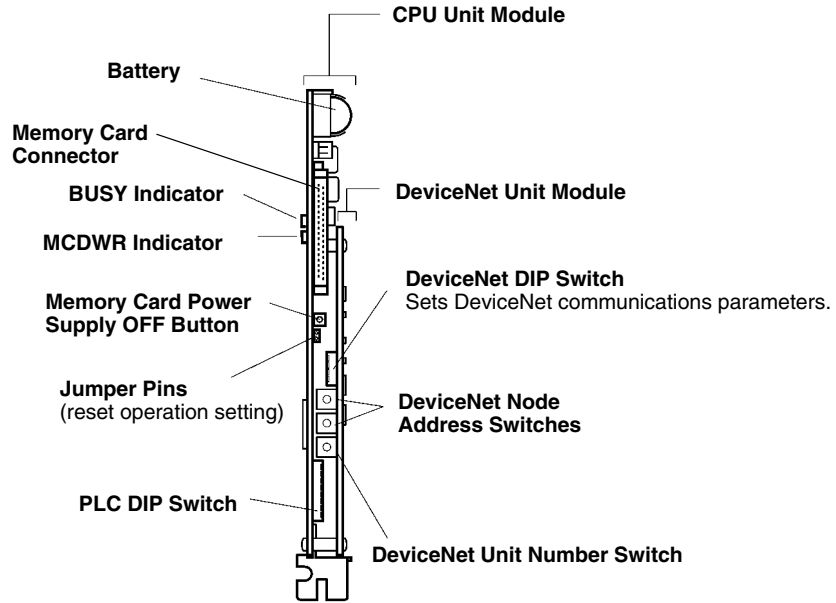 CPU Unit Module
Battery
Memory Card
Connector
BUSY Indicator
DeviceNet Unit Module
MCDWR Indicator
DeviceNet DIP Switch
Sets DeviceNet communications parameters.
Memory Card Power
Supply OFF Button
Jumper Pins
(reset operation setting)
DeviceNet Node
Address Switches
PLC DIP Switch
DeviceNet Unit Number Switch